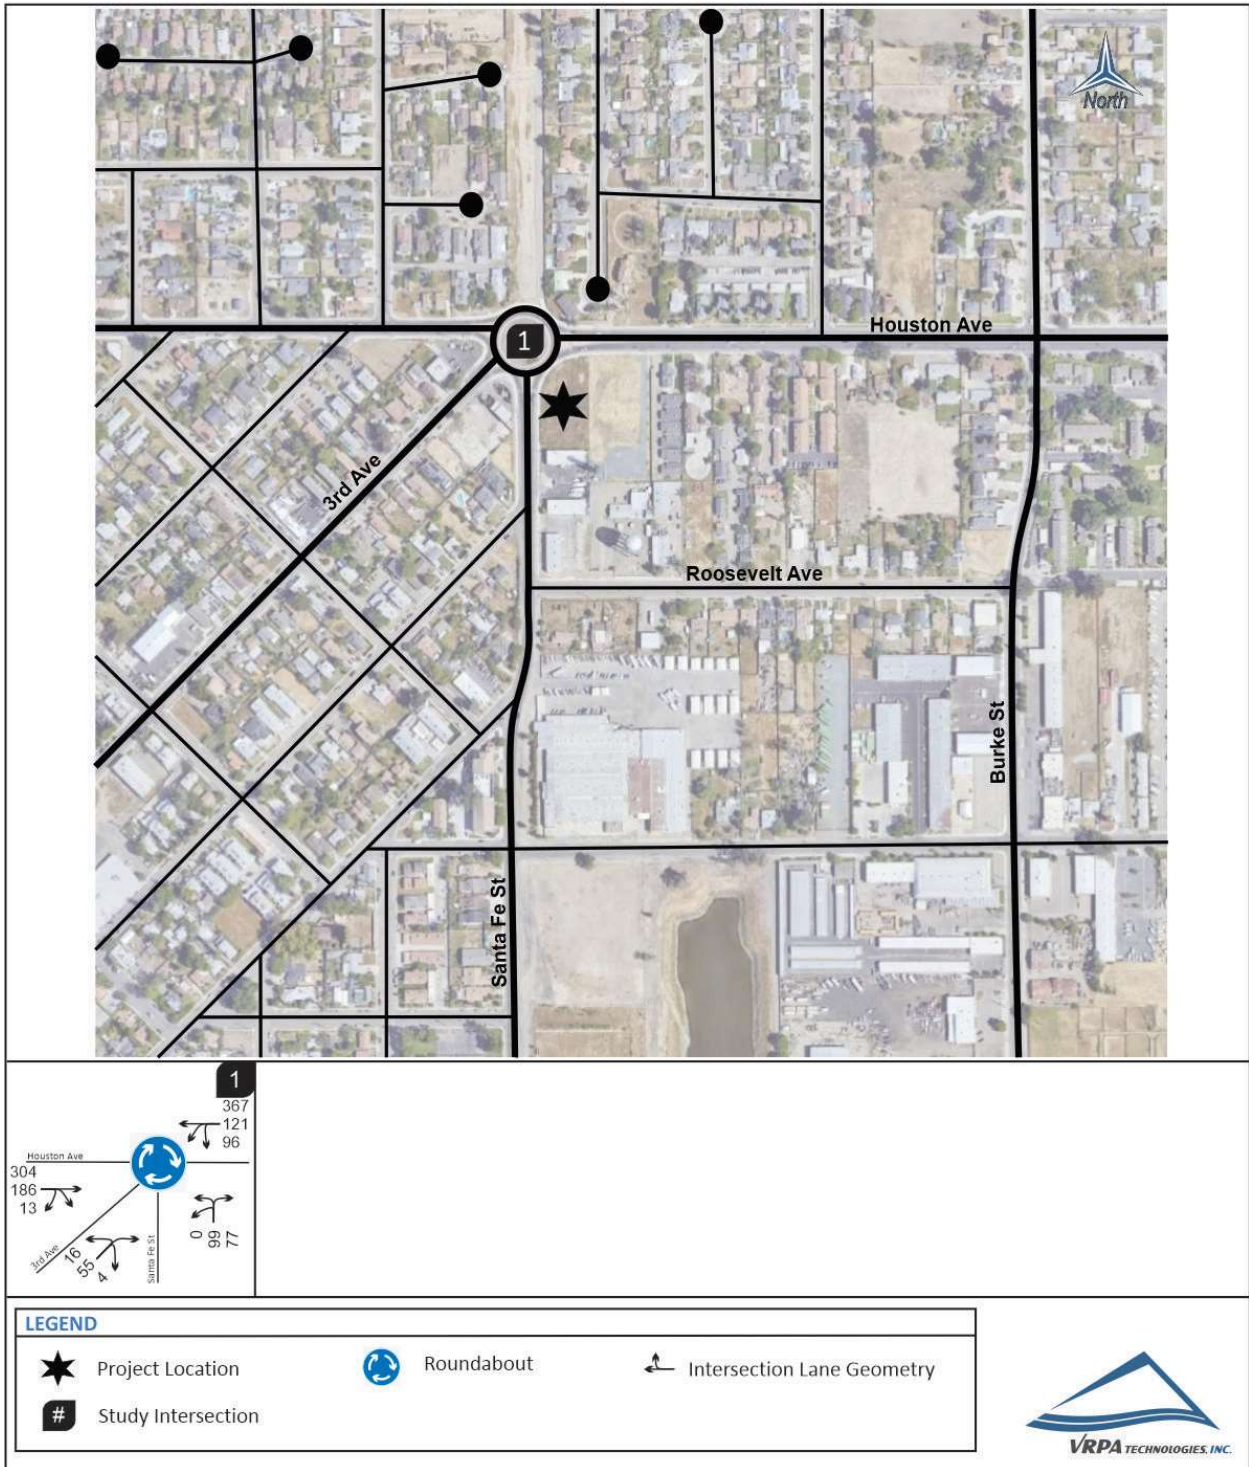 North
Houston Ave
1
3rd Ave
Roosevelt Ave
Burke St
Santa Fe St
1
367
121
96
Houston Ave
304
186
13
0
99
77
3rd Ave
16
55
4
Santa Fe St
LEGEND
Project Location
Roundabout
Intersection Lane Geometry
# Study Intersection
VRPA TECHNOLOGIES, INC.